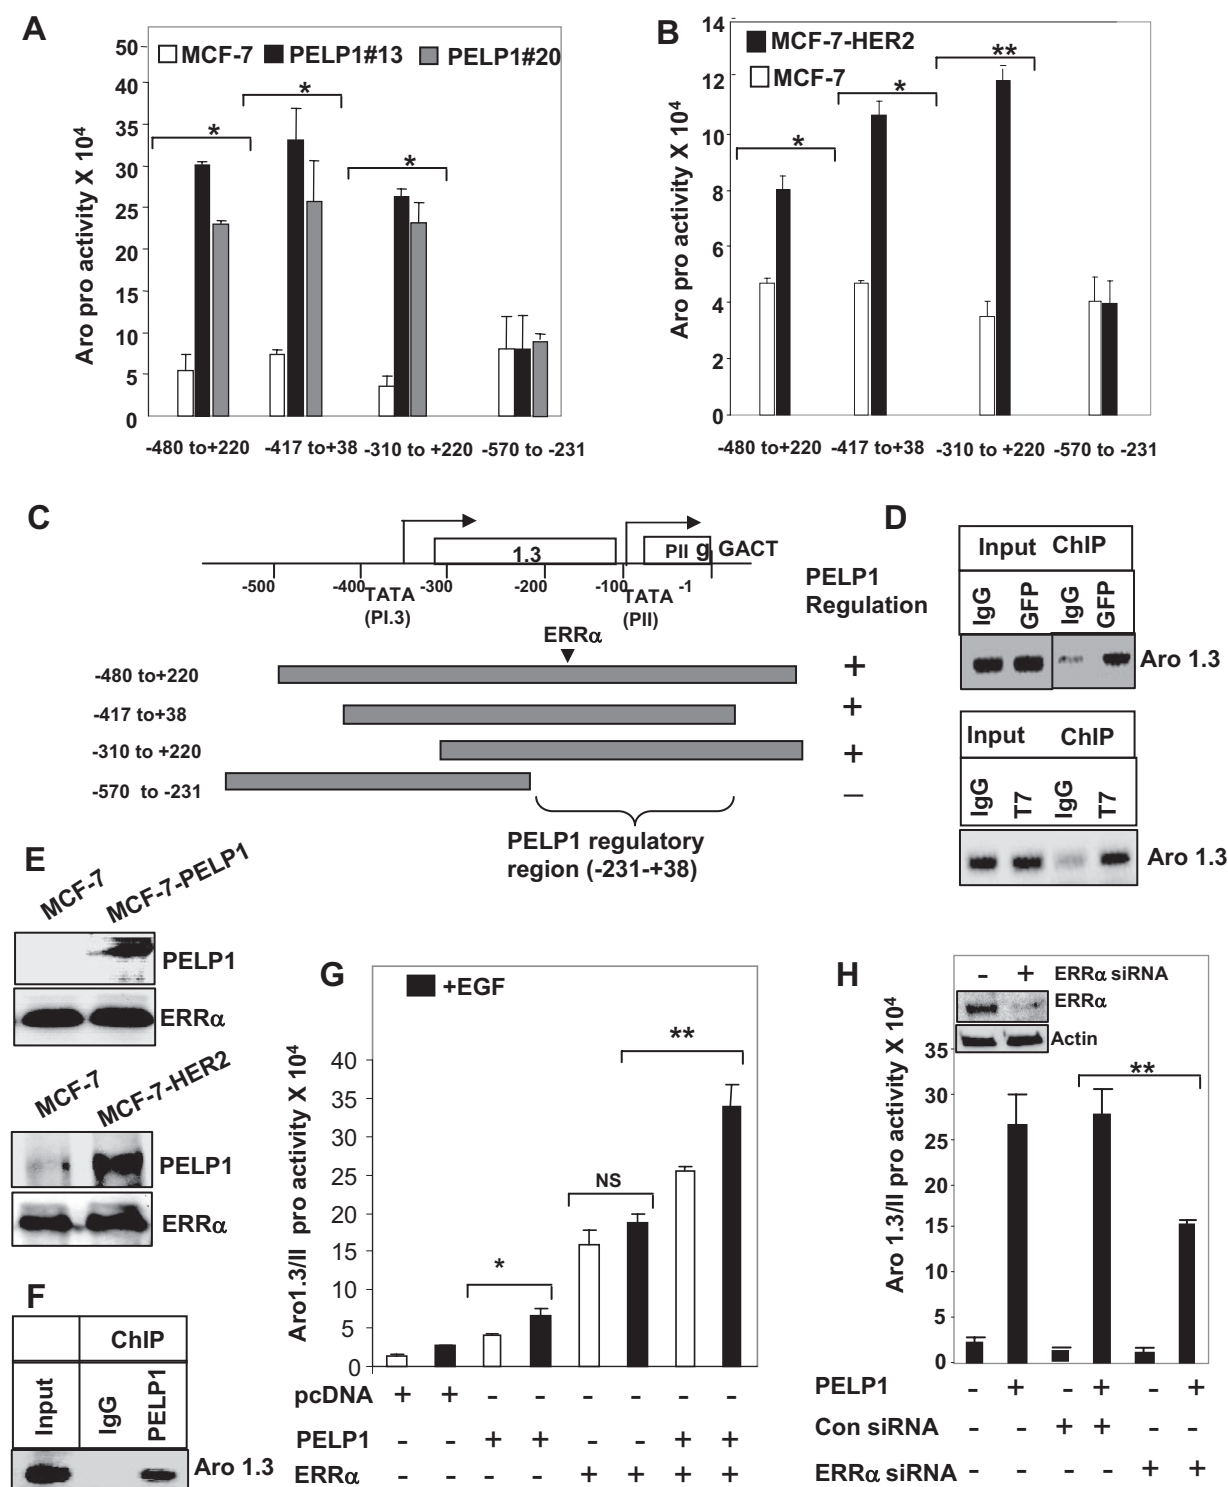 A
MCF-7 PELP1#13 PELP1#20
Aro pro activity X 10⁴
50
40
35
30
25
20
15
10
5
0
* * *
-480 to+220 -417 to+38 -310 to +220 -570 to -231
B
MCF-7-HER2
MCF-7
Aro pro activity X 10⁴
14
12
10
8
6
4
2
0
* * **
-480 to+220 -417 to+38 -310 to +220 -570 to -231
C
1.3 PII g GACT
-500 -400 -300 -200 -100 -1
TATA (PI.3)
TATA (PII)
PELP1 Regulation
ERRα
-480 to+220 +
-417 to+38 +
-310 to +220 +
-570 to -231 –
PELP1 regulatory
region (-231-+38)
D
Input ChIP
IgG GFP IgG GFP
Aro 1.3
Input ChIP
IgG T7 IgG T7
Aro 1.3
E
MCF-7 MCF-7-PELP1
PELP1
ERRα
MCF-7 MCF-7-HER2
PELP1
ERRα
F
ChIP
Input IgG PELP1
Aro 1.3
G
+EGF
Aro1.3/II pro activity X 10⁴
40
35
30
25
20
15
10
5
0
* NS **
pcDNA + + - - - - - -
PELP1 - - + + - - + +
ERRα - - - - + + + +
H
- + ERRα siRNA
ERRα
Actin
Aro 1.3/II pro activity X 10⁴
35
30
25
20
15
10
5
0
**
PELP1 - + - + - +
Con siRNA - - + + - -
ERRα siRNA - - - - + +